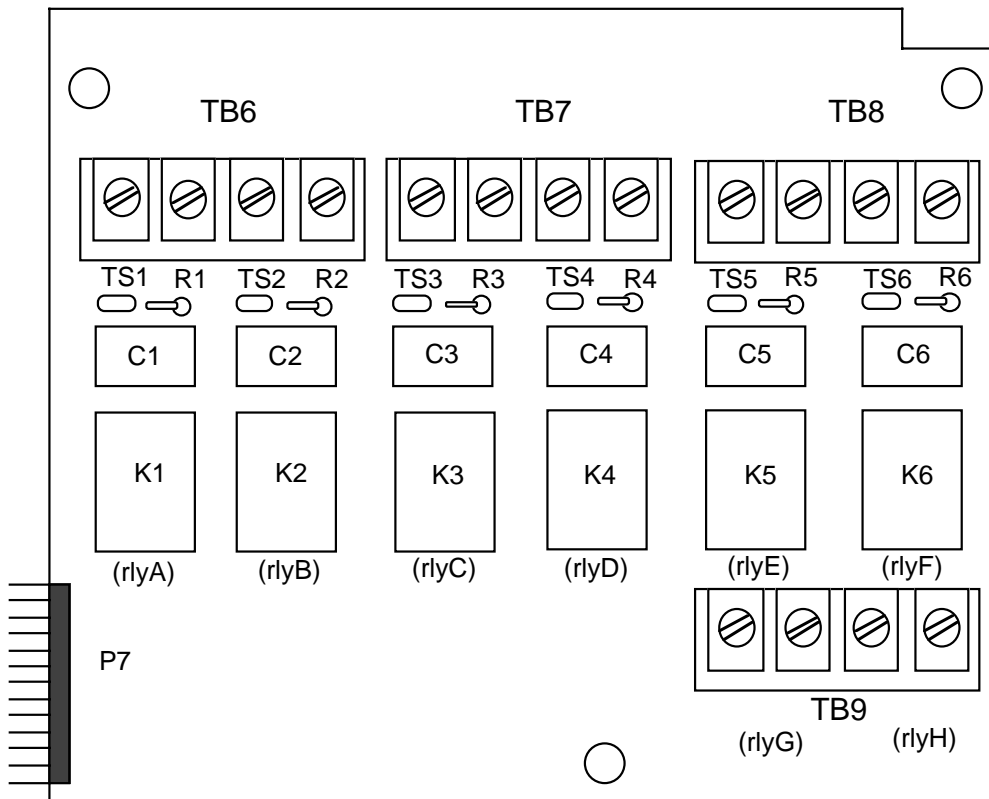 TB6 TB7 TB8
TS1 R1 TS2 R2 TS3 R3 TS4 R4 TS5 R5 TS6 R6
C1 C2 C3 C4 C5 C6
K1 K2 K3 K4 K5 K6
(rlyA) (rlyB) (rlyC) (rlyD) (rlyE) (rlyF)
P7
TB9
(rlyG) (rlyH)